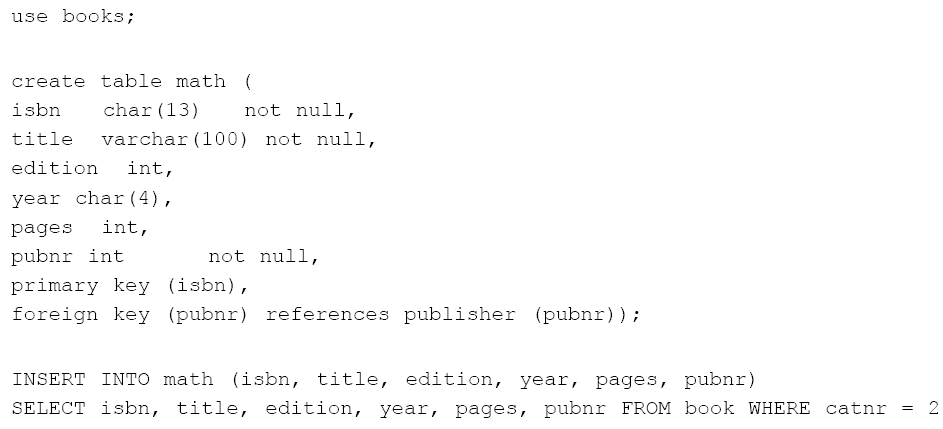 use books;
create table math (
isbn   char(13)   not null,
title  varchar(100) not null,
edition  int,
year char(4),
pages  int,
pubnr int      not null,
primary key (isbn),
foreign key (pubnr) references publisher (pubnr));
INSERT INTO math (isbn, title, edition, year, pages, pubnr)
SELECT isbn, title, edition, year, pages, pubnr FROM book WHERE catnr = 2